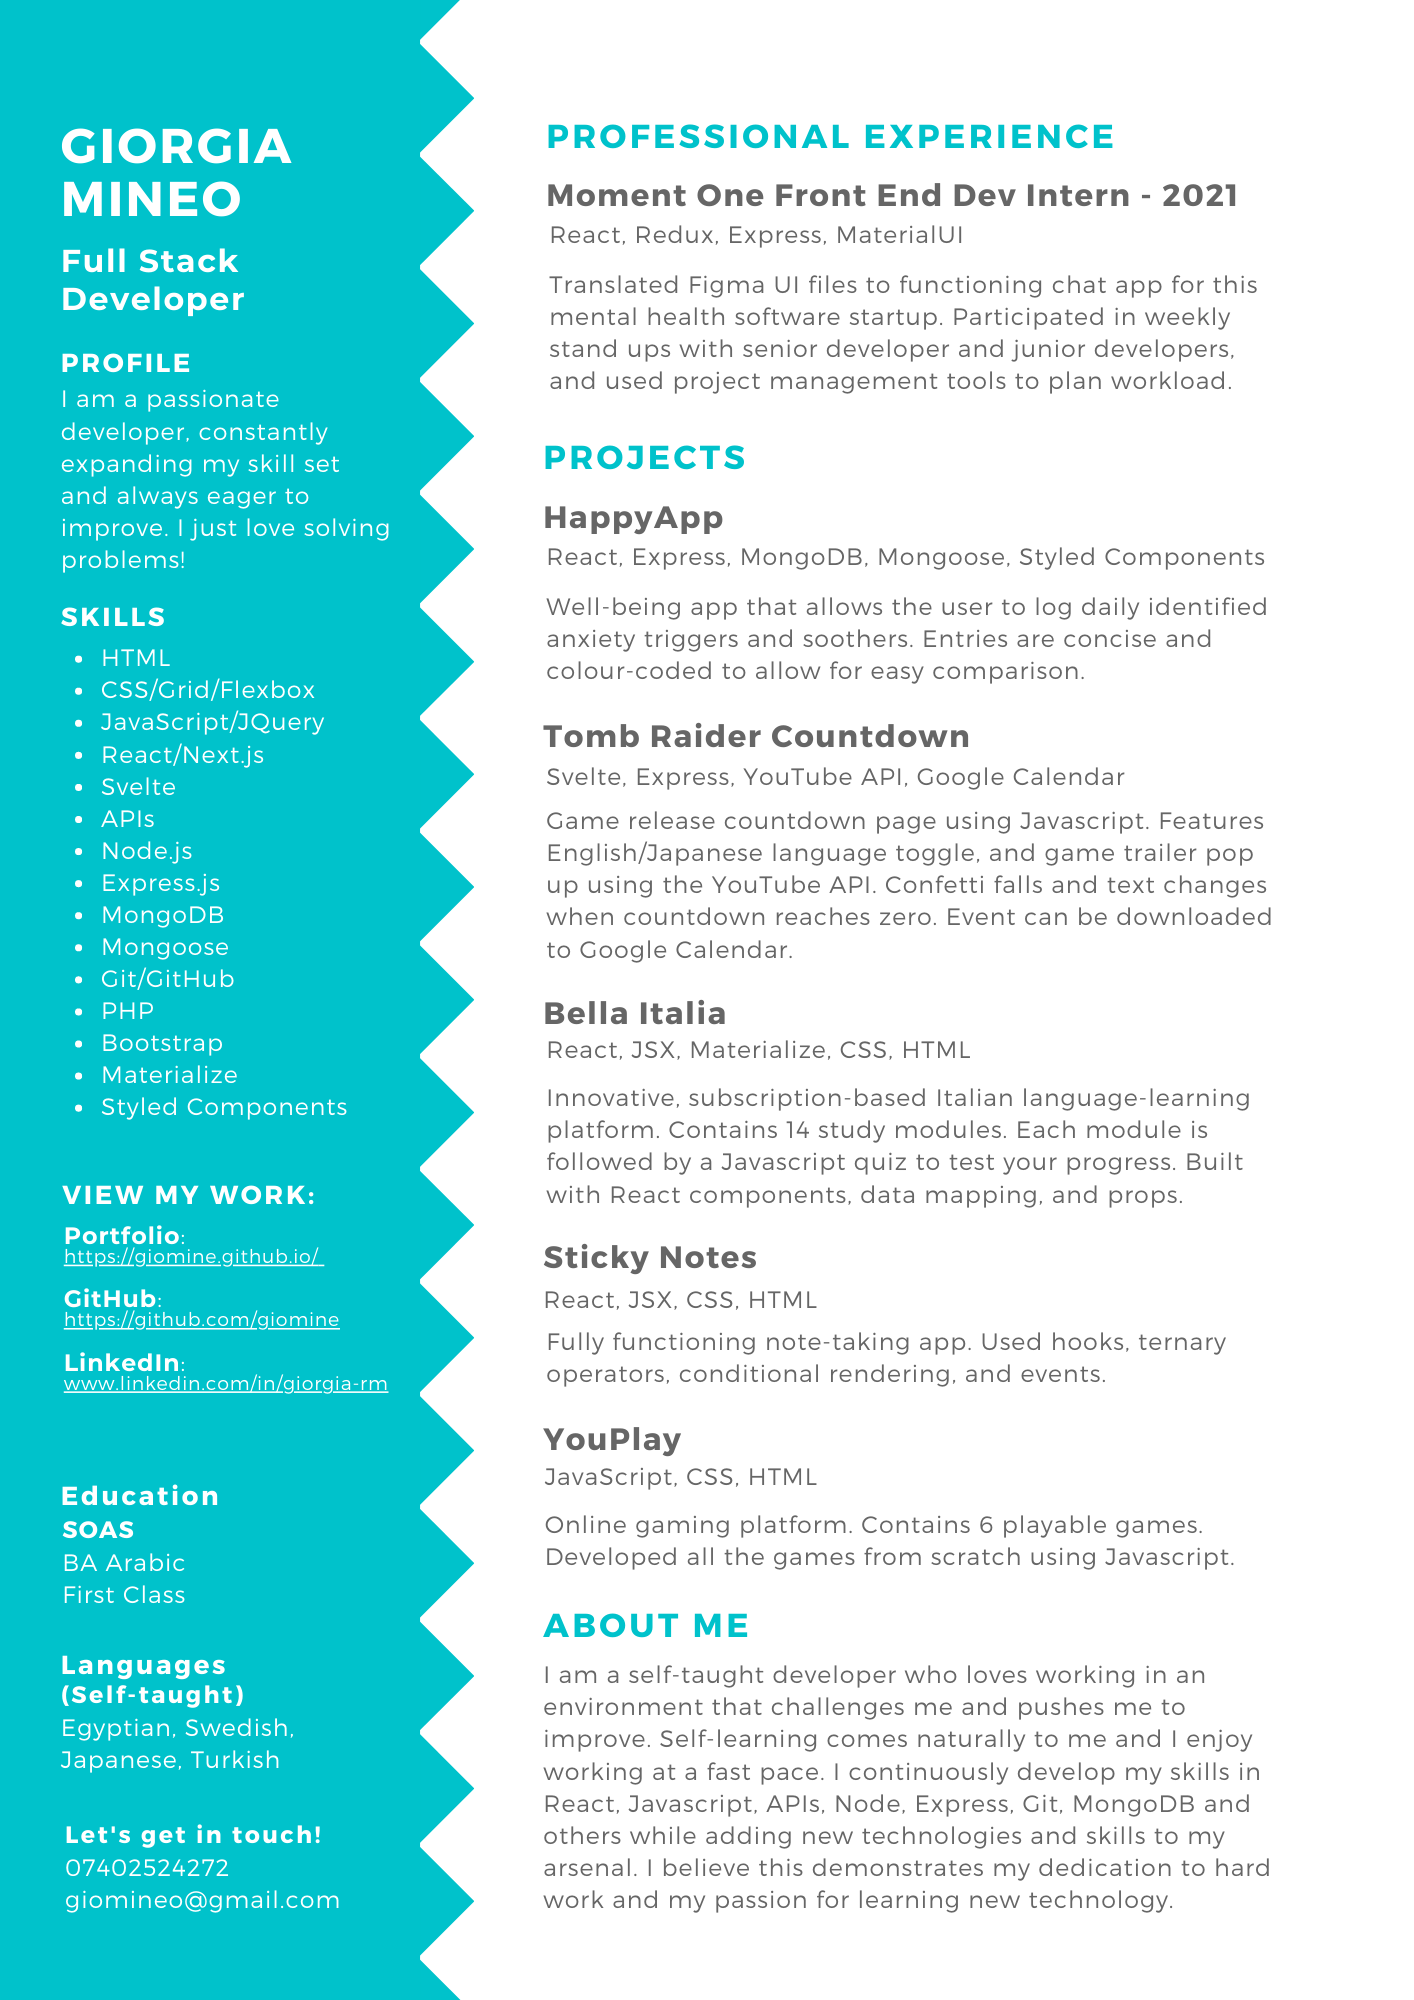 GIORGIA
MINEO
Full Stack
Developer
PROFILE
I am a passionate
developer, constantly
expanding my skill set
and always eager to
improve. I just love solving
problems!
SKILLS
• HTML
• CSS/Grid/Flexbox
• JavaScript/JQuery
• React/Next.js
• Svelte
• APIs
• Node.js
• Express.js
• MongoDB
• Mongoose
• Git/GitHub
• PHP
• Bootstrap
• Materialize
• Styled Components
VIEW MY WORK:
Portfolio:
https://giomine.github.io/
GitHub:
https://github.com/giomine
LinkedIn:
www.linkedin.com/in/giorgia-rm
Education
SOAS
BA Arabic
First Class
Languages
(Self-taught)
Egyptian, Swedish,
Japanese, Turkish
Let's get in touch!
07402524272
giomineo@gmail.com
PROFESSIONAL EXPERIENCE
Moment One Front End Dev Intern - 2021
React, Redux, Express, MaterialUI
Translated Figma UI files to functioning chat app for this
mental health software startup. Participated in weekly
stand ups with senior developer and junior developers,
and used project management tools to plan workload.
PROJECTS
HappyApp
React, Express, MongoDB, Mongoose, Styled Components
Well-being app that allows the user to log daily identified
anxiety triggers and soothers. Entries are concise and
colour-coded to allow for easy comparison.
Tomb Raider Countdown
Svelte, Express, YouTube API, Google Calendar
Game release countdown page using Javascript. Features
English/Japanese language toggle, and game trailer pop
up using the YouTube API. Confetti falls and text changes
when countdown reaches zero. Event can be downloaded
to Google Calendar.
Bella Italia
React, JSX, Materialize, CSS, HTML
Innovative, subscription-based Italian language-learning
platform. Contains 14 study modules. Each module is
followed by a Javascript quiz to test your progress. Built
with React components, data mapping, and props.
Sticky Notes
React, JSX, CSS, HTML
Fully functioning note-taking app. Used hooks, ternary
operators, conditional rendering, and events.
YouPlay
JavaScript, CSS, HTML
Online gaming platform. Contains 6 playable games.
Developed all the games from scratch using Javascript.
ABOUT ME
I am a self-taught developer who loves working in an
environment that challenges me and pushes me to
improve. Self-learning comes naturally to me and I enjoy
working at a fast pace. I continuously develop my skills in
React, Javascript, APIs, Node, Express, Git, MongoDB and
others while adding new technologies and skills to my
arsenal. I believe this demonstrates my dedication to hard
work and my passion for learning new technology.